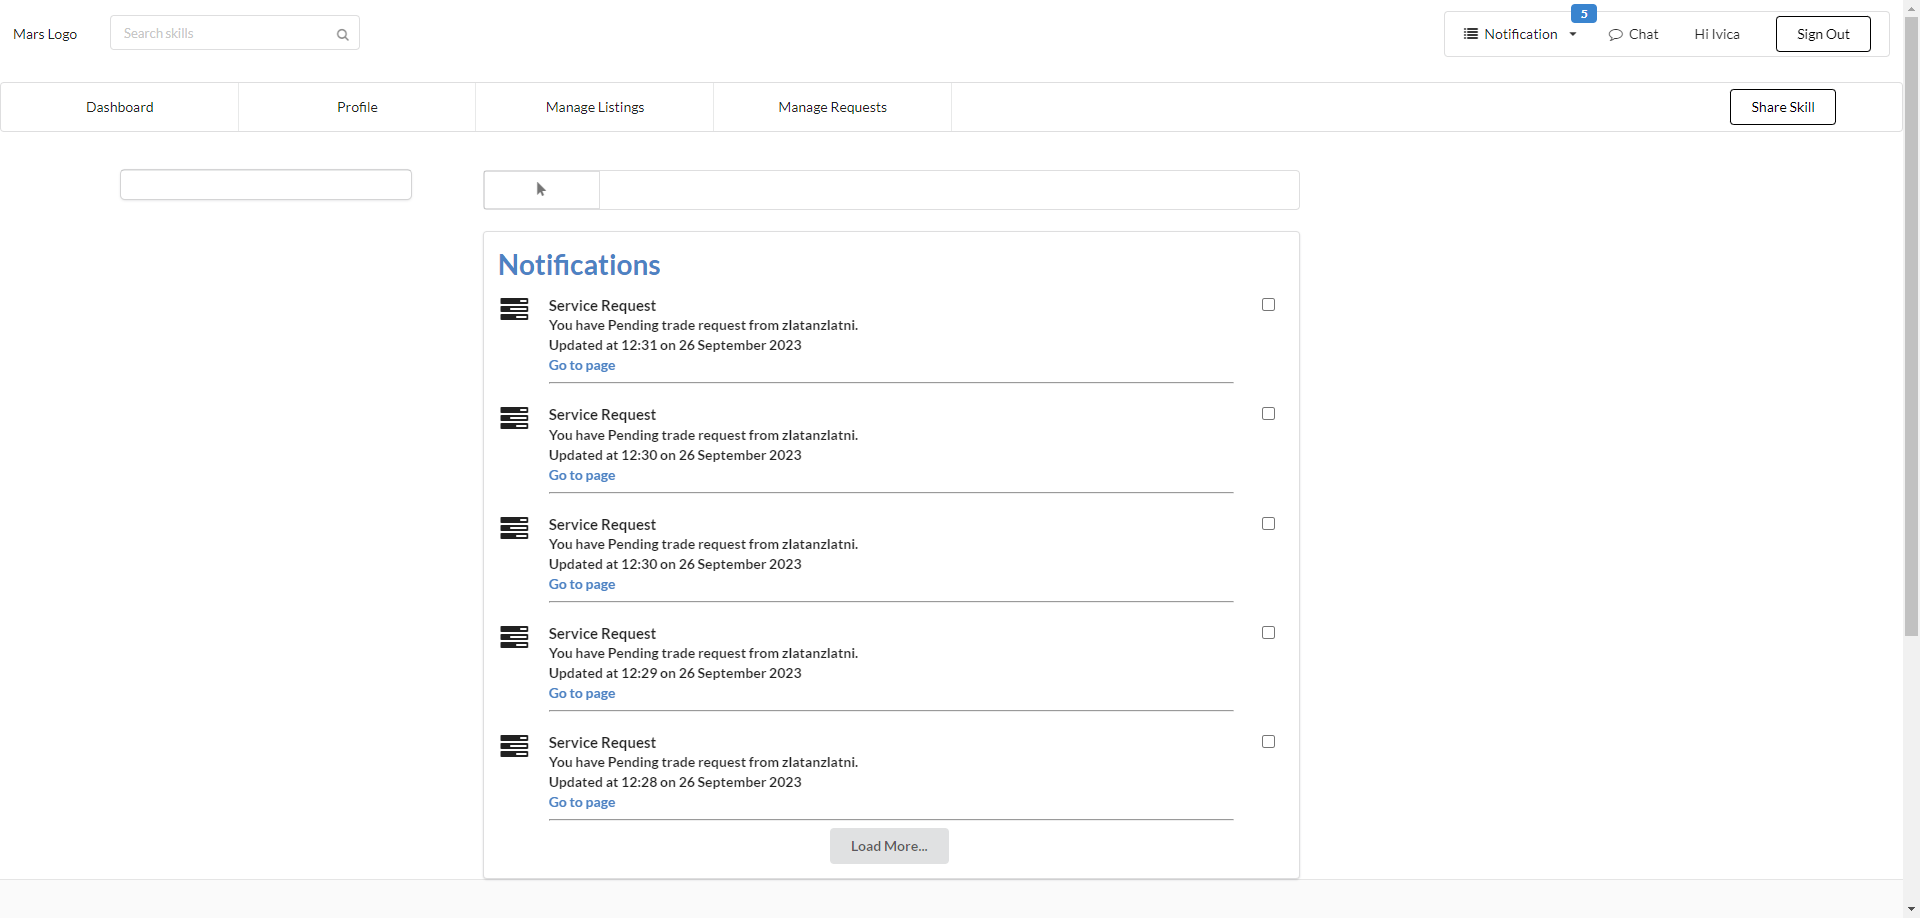 Mars Logo
Search skills
5
Notification
Chat
Hi Ivica
Sign Out
Dashboard
Profile
Manage Listings
Manage Requests
Share Skill
Notifications
Service Request
You have Pending trade request from zlatanzlatni.
Updated at 12:31 on 26 September 2023
Go to page
Service Request
You have Pending trade request from zlatanzlatni.
Updated at 12:30 on 26 September 2023
Go to page
Service Request
You have Pending trade request from zlatanzlatni.
Updated at 12:30 on 26 September 2023
Go to page
Service Request
You have Pending trade request from zlatanzlatni.
Updated at 12:29 on 26 September 2023
Go to page
Service Request
You have Pending trade request from zlatanzlatni.
Updated at 12:28 on 26 September 2023
Go to page
Load More...